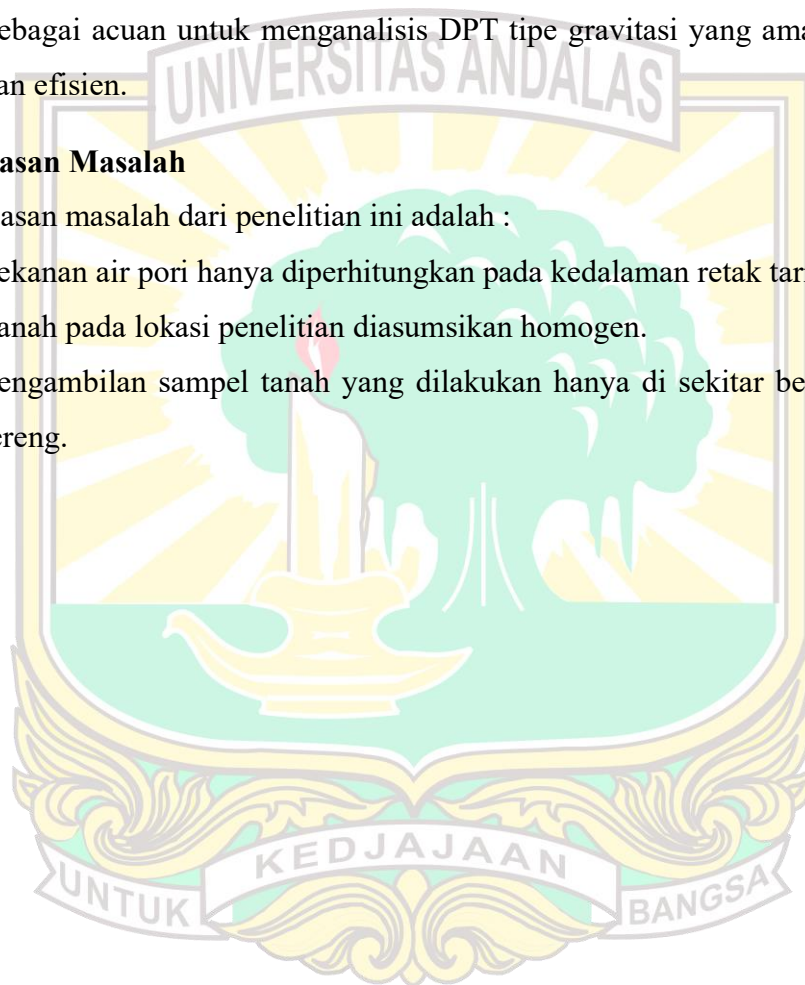 ebagai acuan untuk menganalisis DPT tipe gravitasi yang ama
an efisien.
UNIVERSITAS ANDALAS
asan Masalah
asan masalah dari penelitian ini adalah :
ekanan air pori hanya diperhitungkan pada kedalaman retak tari
anah pada lokasi penelitian diasumsikan homogen.
engambilan sampel tanah yang dilakukan hanya di sekitar be
ereng.
UNTUK KEDJAJAAN BANGSA